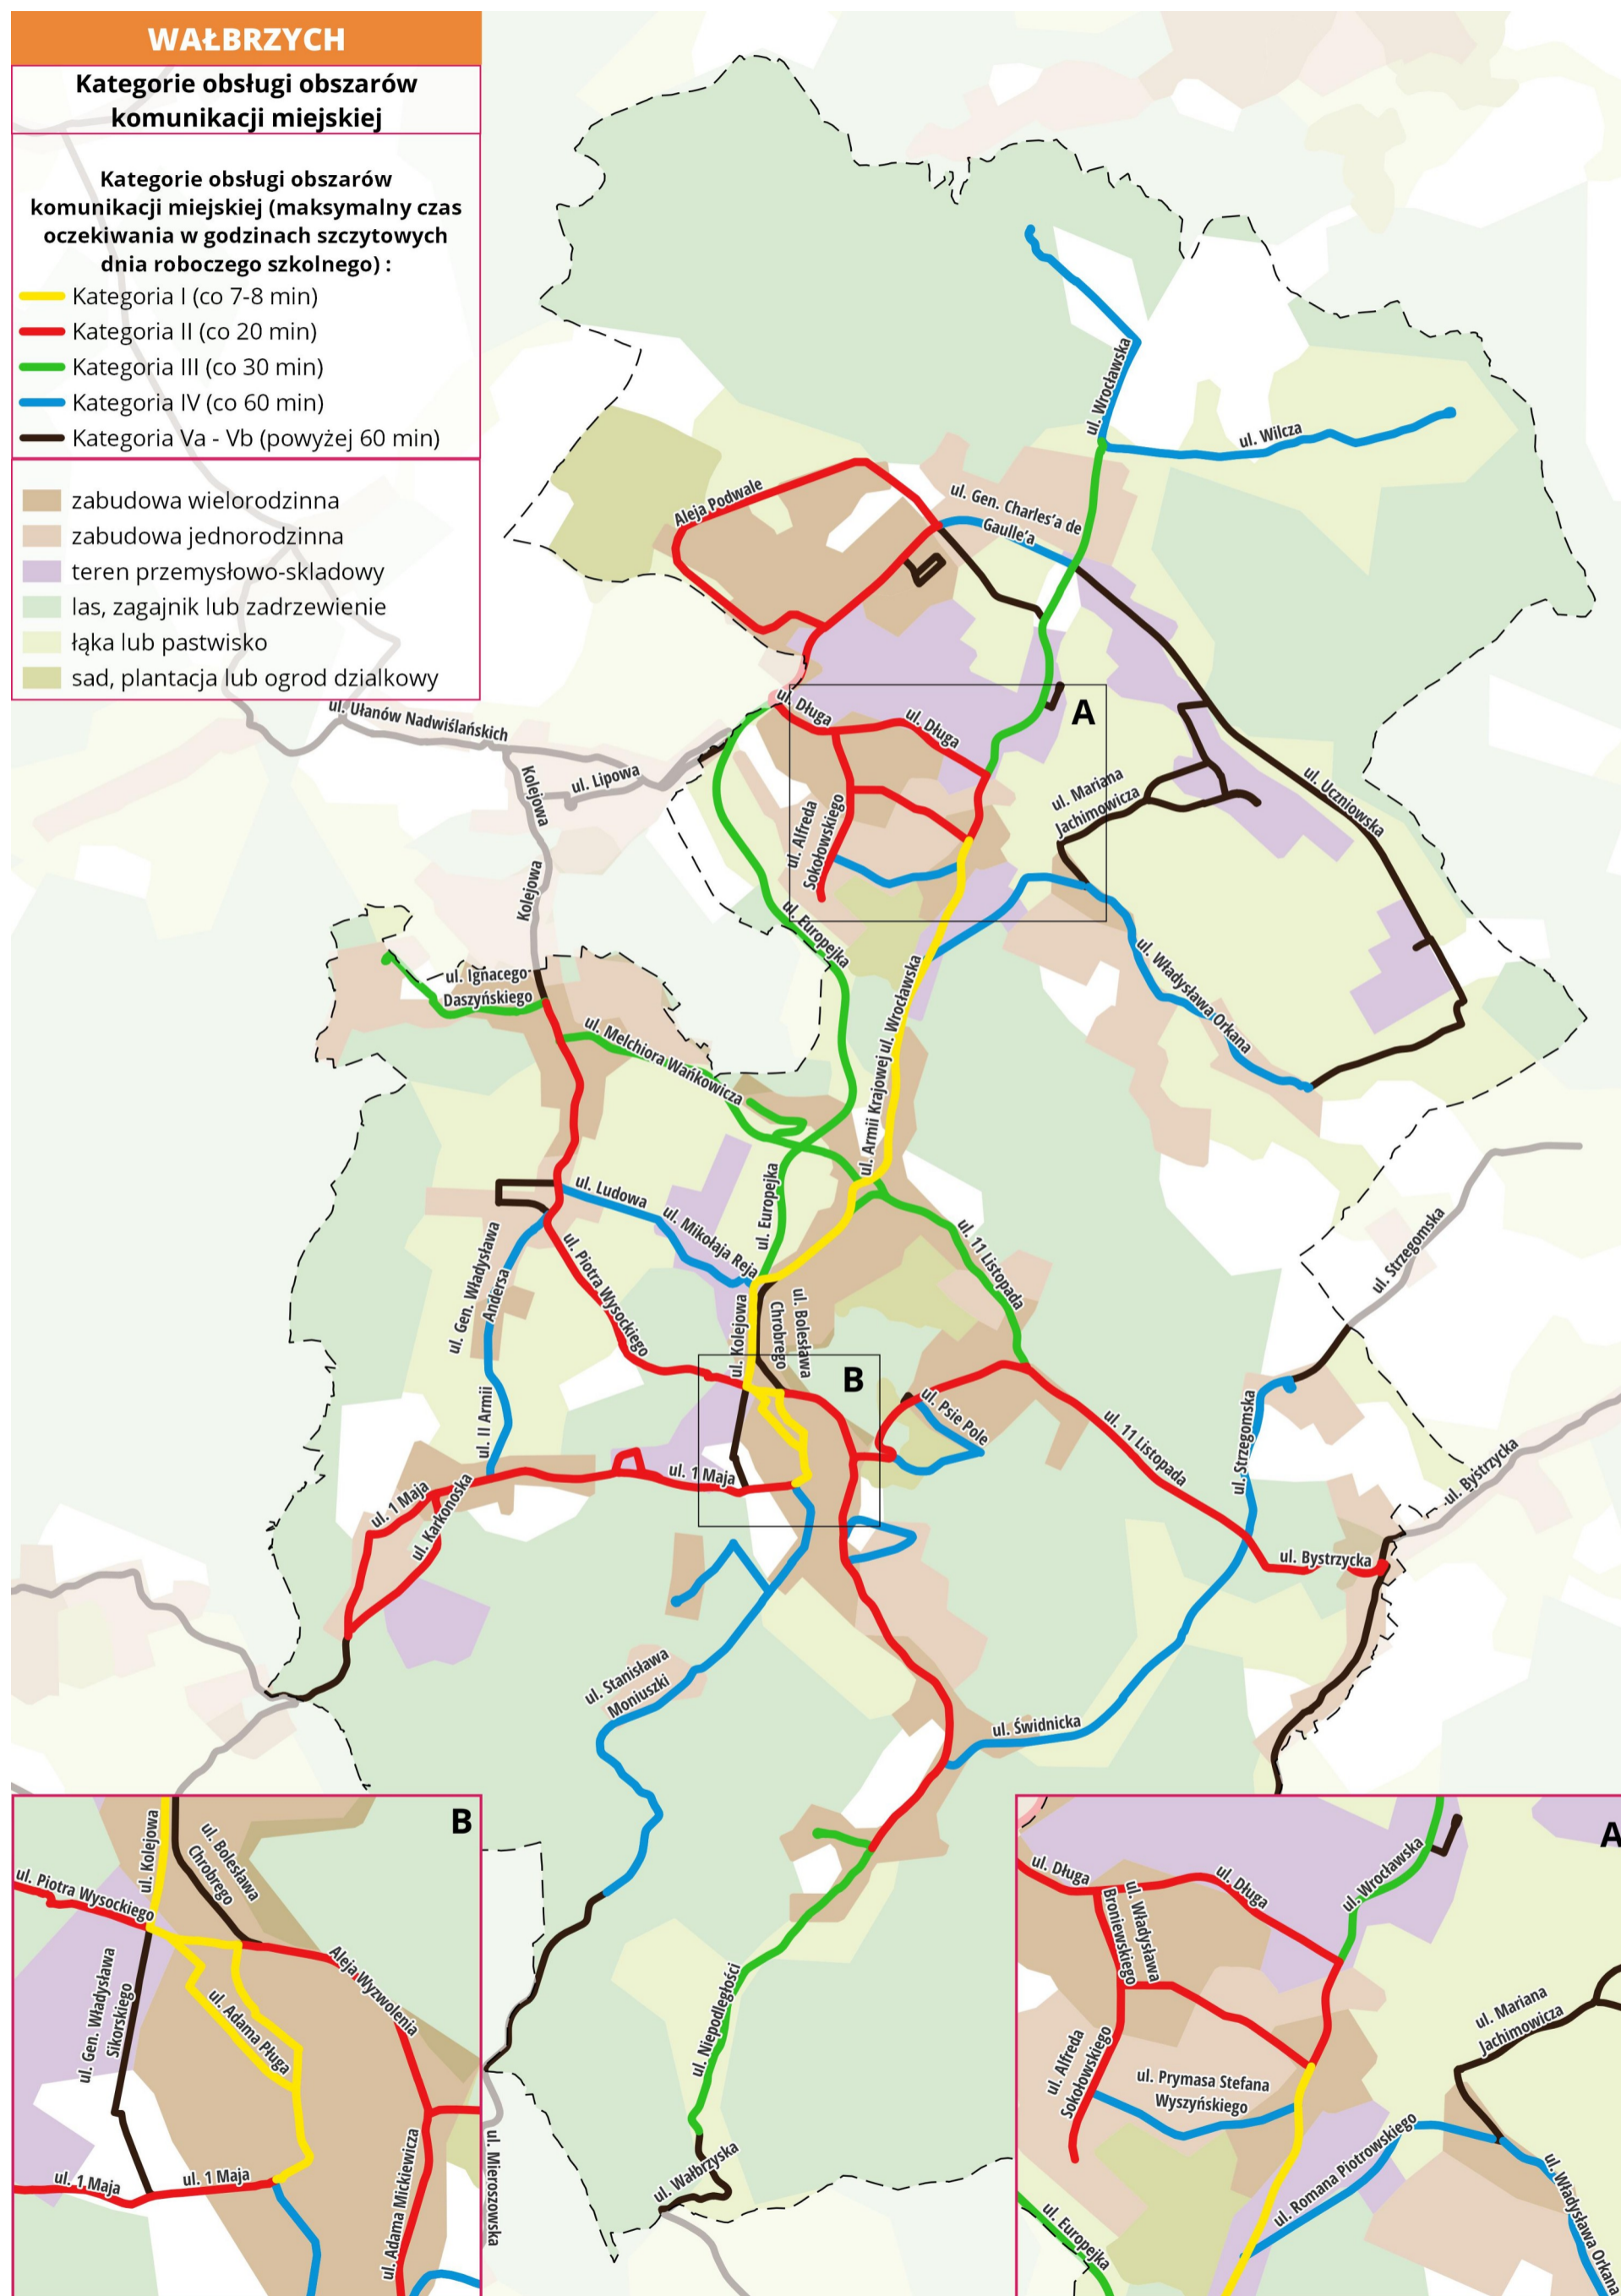 WAŁBRZYCH
Kategorie obsługi obszarów
komunikacji miejskiej
Kategorie obsługi obszarów
komunikacji miejskiej (maksymalny czas
oczekiwania w godzinach szczytowych
dnia roboczego szkolnego) :
Kategoria I (co 7-8 min)
Kategoria II (co 20 min)
Kategoria III (co 30 min)
Kategoria IV (co 60 min)
Kategoria Va - Vb (powyżej 60 min)
zabudowa wielorodzinna
zabudowa jednorodzinna
teren przemysłowo-skladowy
las, zagajnik lub zadrzewienie
łąka lub pastwisko
sad, plantacja lub ogrod dzialkowy
ul. Wrocławska
ul. Wilcza
Aleja Podwale
ul. Gen. Charles'a de
Gaulle'a
ul. Ułanów Nadwiślańskich
ul. Lipowa
Kolejowa
Kolejowa
ul. Długa
ul. Długa
A
ul. Alfreda
Sokołowskiego
ul. Mariana
Jachimowicza
ul. Uczniowska
ul. Europejka
ul. Wrocławska
ul. Władysława Orkana
ul. Ignacego
Daszyńskiego
ul. Melchiora Wańkowicza
ul. Armii Krajowej
ul. Ludowa
ul. Mikołaja Reja
ul. Europejka
ul. 11 Listopada
ul. Strzegomska
ul. Gen. Władysława
Andersa
ul. Piotra Wysockiego
ul. Kolejowa
ul. Bolesława
Chrobrego
B
ul. II Armii
ul. Psie Pole
ul. 11 Listopada
ul. Strzegomska
ul. Bystrzycka
ul. 1 Maja
ul. 1 Maja
ul. Karkonoska
ul. Bystrzycka
ul. Stanisława
Moniuszki
ul. Świdnicka
ul. Niepodległości
ul. Wałbrzyska
ul. Mieroszowska
B
ul. Kolejowa
ul. Bolesława
Chrobrego
ul. Piotra Wysockiego
ul. Gen. Władysława
Sikorskiego
ul. Adama Pługa
Aleja Wyzwolenia
ul. 1 Maja
ul. 1 Maja
ul. Adama Mickiewicza
A
ul. Długa
ul. Długa
ul. Wrocławska
ul. Władysława
Broniewskiego
ul. Alfreda
Sokołowskiego
ul. Prymasa Stefana
Wyszyńskiego
ul. Mariana
Jachimowicza
ul. Romana Piotrowskiego
ul. Władysława Orkana
ul. Europejka